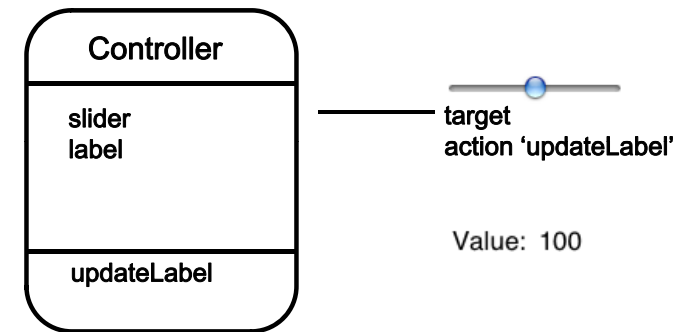 Controller
slider
label
updateLabel
target
action ‘updateLabel’
Value: 100